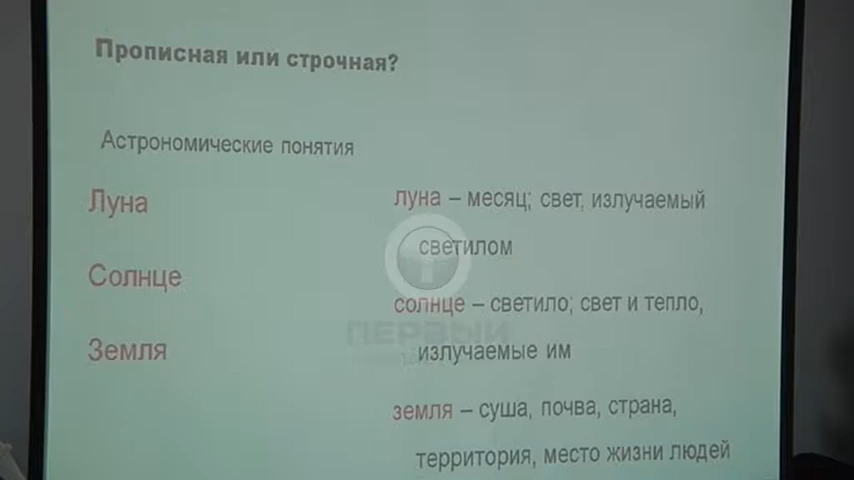 Прописная или строчная?
Астрономические понятия
Луна
луна – месяц; свет, излучаемый
светилом
Солнце
солнце – светило; свет и тепло,
излучаемые им
Земля
земля – суша, почва, страна,
территория, место жизни людей
ПЕРВЫЙ